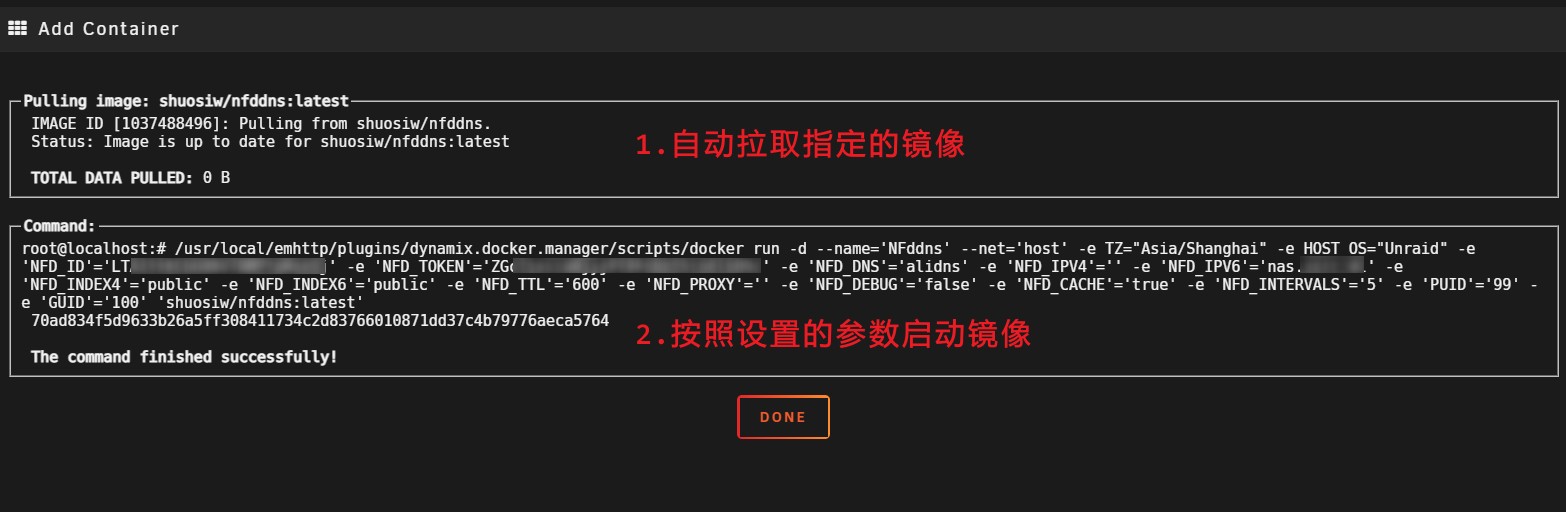 Add Container
Pulling image: shuosiw/nfddns:latest
IMAGE ID [1037488496]: Pulling from shuosiw/nfddns.
Status: Image is up to date for shuosiw/nfddns:latest
1.自动拉取指定的镜像
TOTAL DATA PULLED: 0 B
Command:
root@localhost:# /usr/local/emhttp/plugins/dynamix.docker.manager/scripts/docker run -d --name='NFddns' --net='host' -e TZ="Asia/Shanghai" -e HOST_OS="Unraid" -e
'NFD_ID'='LT ' -e 'NFD_TOKEN'='ZG ' -e 'NFD_DNS'='alidns' -e 'NFD_IPV4'='' -e 'NFD_IPV6'='nas. ' -e
'NFD_INDEX4'='public' -e 'NFD_INDEX6'='public' -e 'NFD_TTL'='600' -e 'NFD_PROXY'='' -e 'NFD_DEBUG'='false' -e 'NFD_CACHE'='true' -e 'NFD_INTERVALS'='5' -e 'PUID'='99' -
e 'GUID'='100' 'shuosiw/nfddns:latest'
70ad834f5d9633b26a5ff308411734c2d83766010871dd37c4b79776aeca5764
2.按照设置的参数启动镜像
The command finished successfully!
DONE